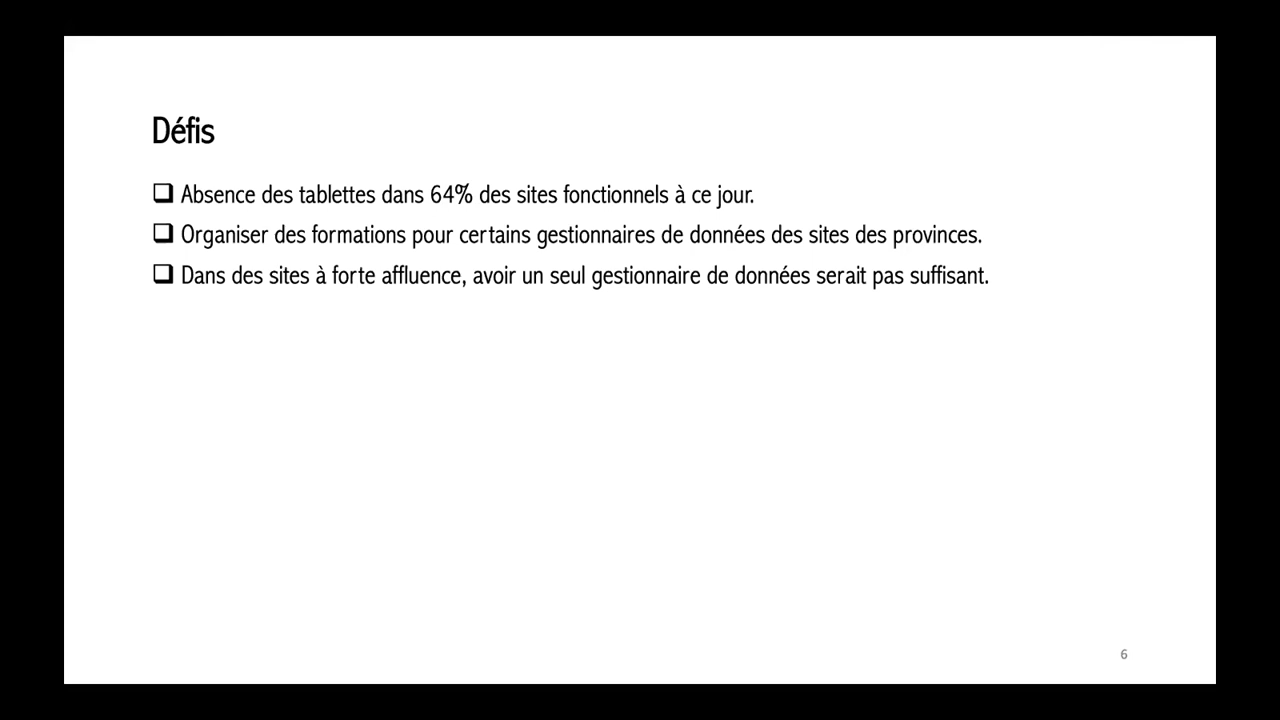 Défis
❑ Absence des tablettes dans 64% des sites fonctionnels à ce jour.
❑ Organiser des formations pour certains gestionnaires de données des sites des provinces.
❑ Dans des sites à forte affluence, avoir un seul gestionnaire de données serait pas suffisant.
6